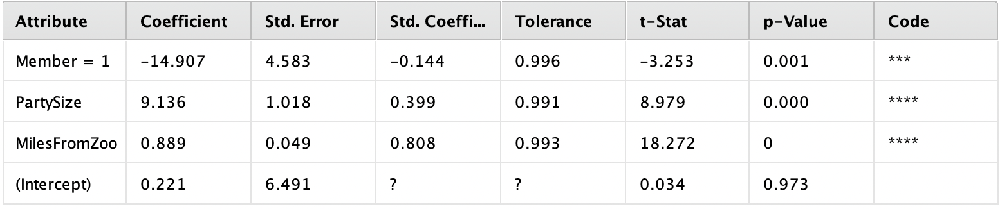 Attribute Coefficient Std. Error Std. Coeffi... Tolerance t-Stat p-Value Code
Member = 1 -14.907 4.583 -0.144 0.996 -3.253 0.001 ***
PartySize 9.136 1.018 0.399 0.991 8.979 0.000 ****
MilesFromZoo 0.889 0.049 0.808 0.993 18.272 0 ****
(Intercept) 0.221 6.491 ? ? 0.034 0.973